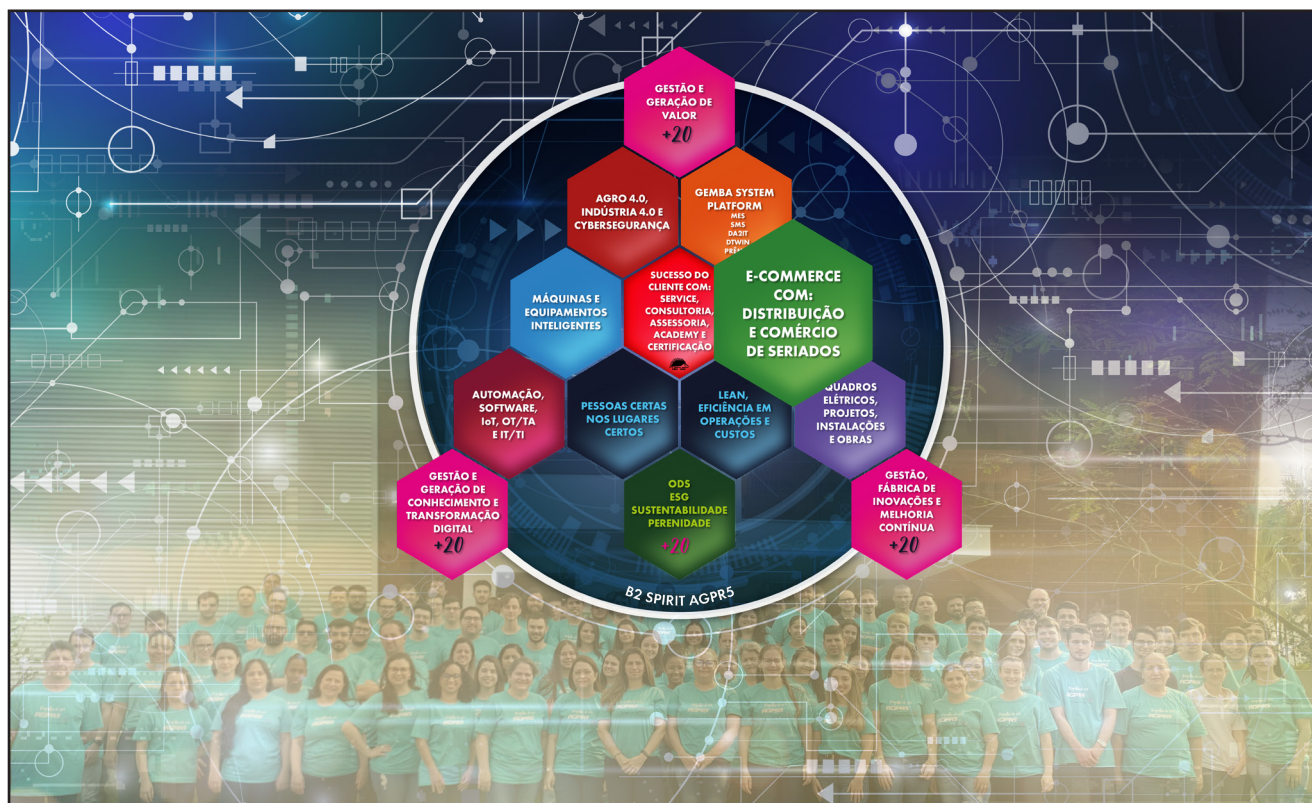 GESTÃO E
GERAÇÃO DE
VALOR
+20
AGRO 4.0,
INDÚSTRIA 4.0 E
CYBERSEGURANÇA
GEMBA SYSTEM
PLATFORM
MES
SMS
DA2IT
DTWIN
MÁQUINAS E
EQUIPAMENTOS
INTELIGENTES
SUCESSO DO
CLIENTE COM:
SERVICE,
CONSULTORIA,
ASSESSORIA,
ACADEMY E
CERTIFICAÇÃO
E-COMMERCE
COM:
DISTRIBUIÇÃO
E COMÉRCIO
DE SERIADOS
AUTOMAÇÃO,
SOFTWARE,
IoT, OT/TA
E IT/TI
PESSOAS CERTAS
NOS LUGARES
CERTOS
LEAN,
EFICIÊNCIA EM
OPERAÇÕES E
CUSTOS
QUADROS
ELÉTRICOS,
PROJETOS,
INSTALAÇÕES
E OBRAS
GESTÃO E
GERAÇÃO DE
CONHECIMENTO E
TRANSFORMAÇÃO
DIGITAL
+20
ODS
ESG
SUSTENTABILIDADE
PERENIDADE
+20
GESTÃO,
FÁBRICA DE
INOVAÇÕES E
MELHORIA
CONTÍNUA
+20
B2 SPIRIT AGPR5